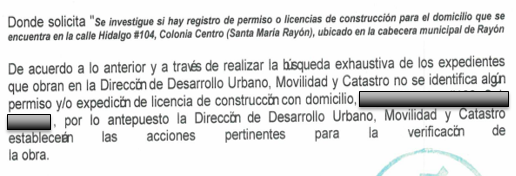 Donde solicita "Se investigue si hay registro de permiso o licencias de construcción para el domicilio que se
encuentra en la calle Hidalgo #104, Colonia Centro (Santa María Rayón), ubicado en la cabecera municipal de Rayón
De acuerdo a lo anterior y a través de realizar la búsqueda exhaustiva de los expedientes
que obran en la Dirección de Desarrollo Urbano, Movilidad y Catastro no se identifica algún
permiso y/o expedición de licencia de construcción con domicilio,
, por lo antepuesto la Dirección de Desarrollo Urbano, Movilidad y Catastro
establecerán las acciones pertinentes para la verificación de
la obra.